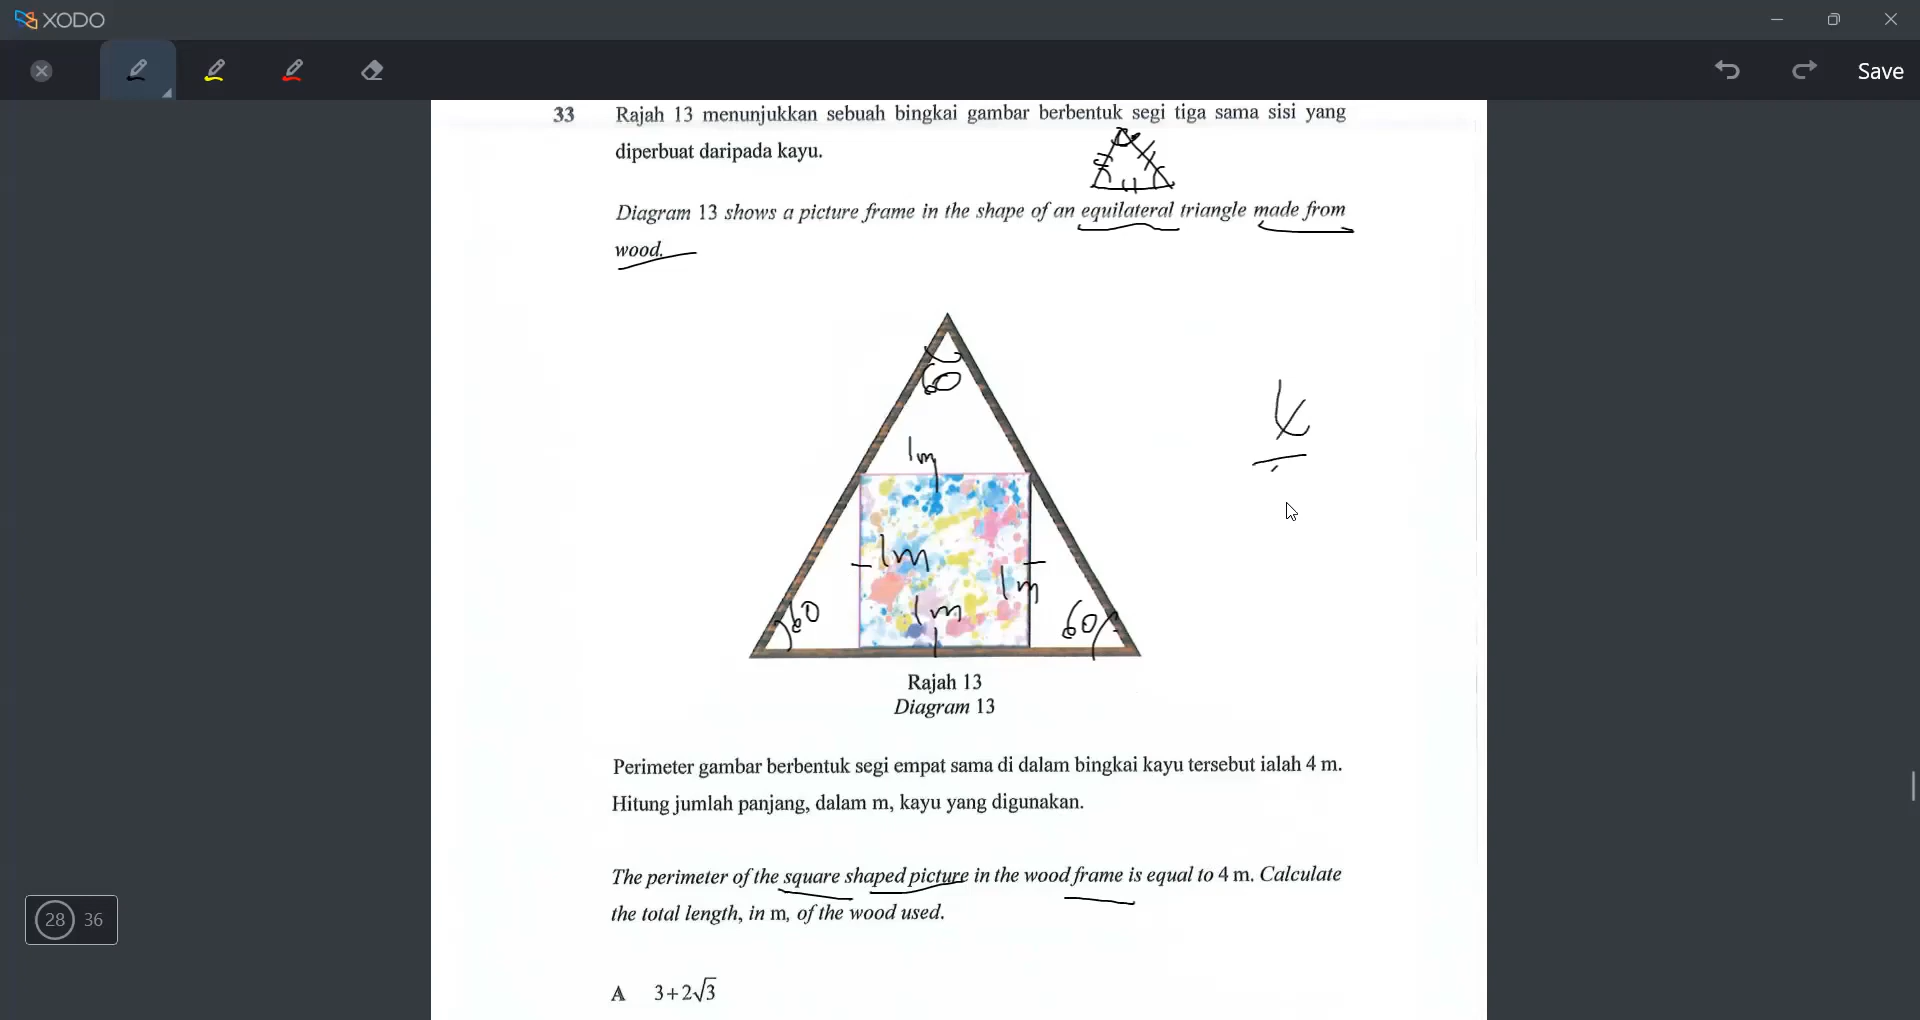 XODO
Save
33 Rajah 13 menunjukkan sebuah bingkai gambar berbentuk segi tiga sama sisi yang
diperbuat daripada kayu.
Diagram 13 shows a picture frame in the shape of an equilateral triangle made from
wood.
60
1m
1m
1m
1m
60
60
Rajah 13
Diagram 13
Perimeter gambar berbentuk segi empat sama di dalam bingkai kayu tersebut ialah 4 m.
Hitung jumlah panjang, dalam m, kayu yang digunakan.
The perimeter of the square shaped picture in the wood frame is equal to 4 m. Calculate
the total length, in m, of the wood used.
28 36
A 3+2√3